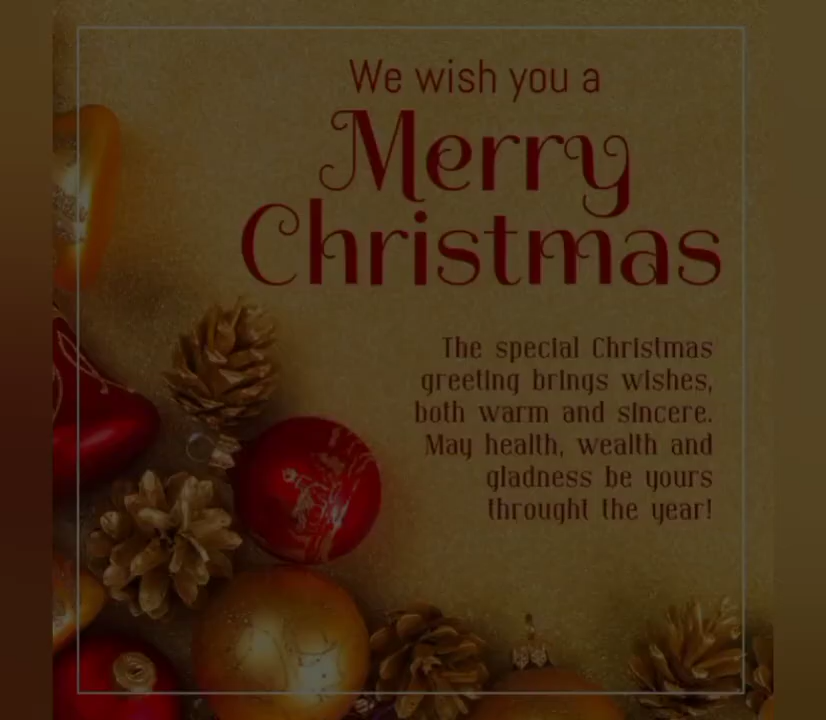 We wish you a
Merry
Christmas
The special Christmas
greeting brings wishes,
both warm and sincere.
May health, wealth and
gladness be yours
throught the year!